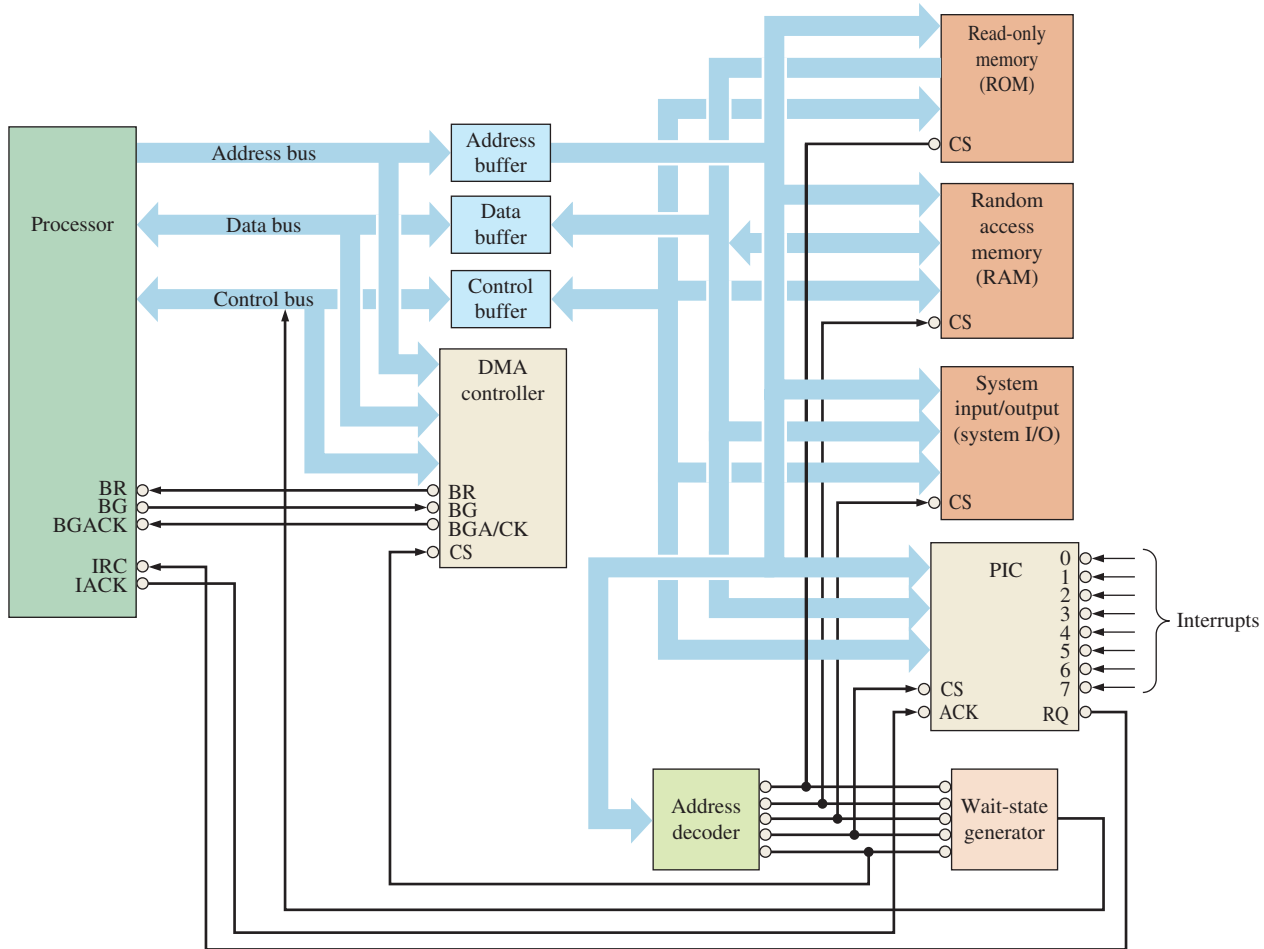 Read-only
memory
(ROM)
CS
Address bus
Address
buffer
Processor
Data bus
Data
buffer
Random
access
memory
(RAM)
CS
Control bus
Control
buffer
DMA
controller
System
input/output
(system I/O)
CS
BR
BG
BGACK
IRC
IACK
BR
BG
BGA/CK
CS
PIC
0
1
2
3
4
5
6
7
Interrupts
CS
ACK
RQ
Address
decoder
Wait-state
generator